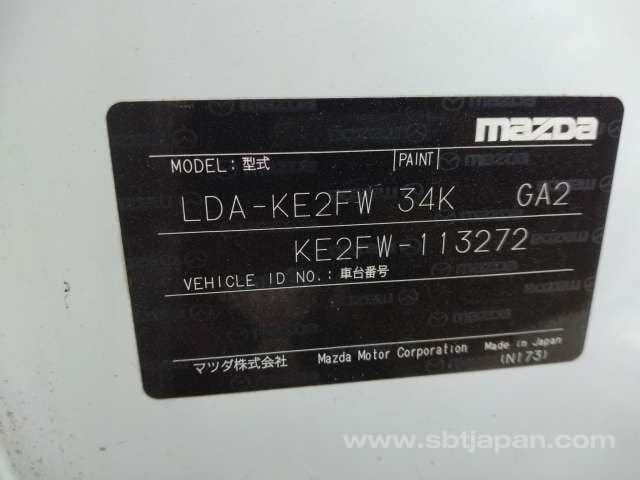 mazda
MODEL: 型式 PAINT
LDA-KE2FW 34K GA2
KE2FW-113272
VEHICLE ID NO.: 車台番号
マツダ株式会社 Mazda Motor Corporation Made in Japan
(N173)
www.sbtjapan.com